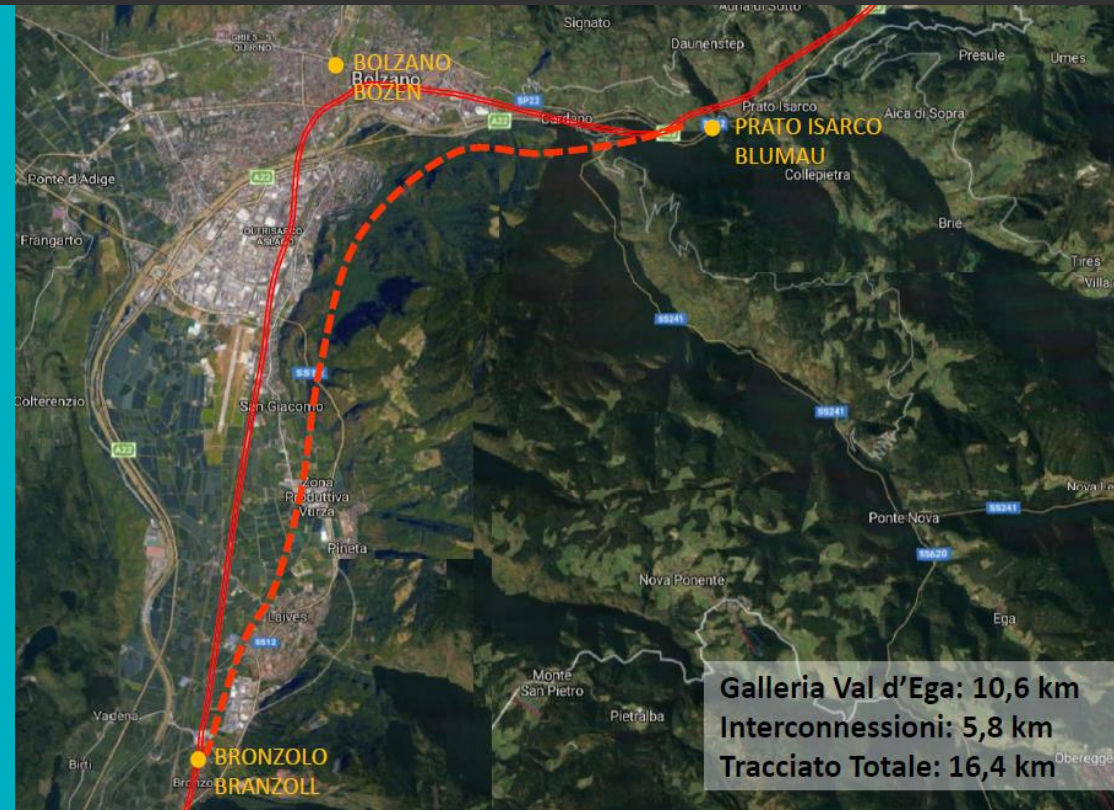 Auna di Sotto
Signato
GRIES - S.
QUIRINO
Daunenstep
Presule
Umes
BOLZANO
Bolzano
BOZEN
SP22
A22
Cardano
Prato Isarco
PRATO ISARCO
BLUMAU
Aica di Sopra
Collepietra
Ponte d'Adige
A22
Frangarto
OLTRISARCO
ASLAGO
Brie
Tires
Villa
SS241
SS12
Colterenzio
San Giacomo
SS241
A22
Zona
Produttiva
Vurza
Pineta
Nova Le
SS241
Ponte Nova
SS620
Nova Ponente
Laives
SS12
Ega
Monte
San Pietro
Pietralba
Vadena
Birti
BRONZOLO
BRANZOLL
Bronzo
Galleria Val d'Ega: 10,6 km
Interconnessioni: 5,8 km
Tracciato Totale: 16,4 km
Oberegge